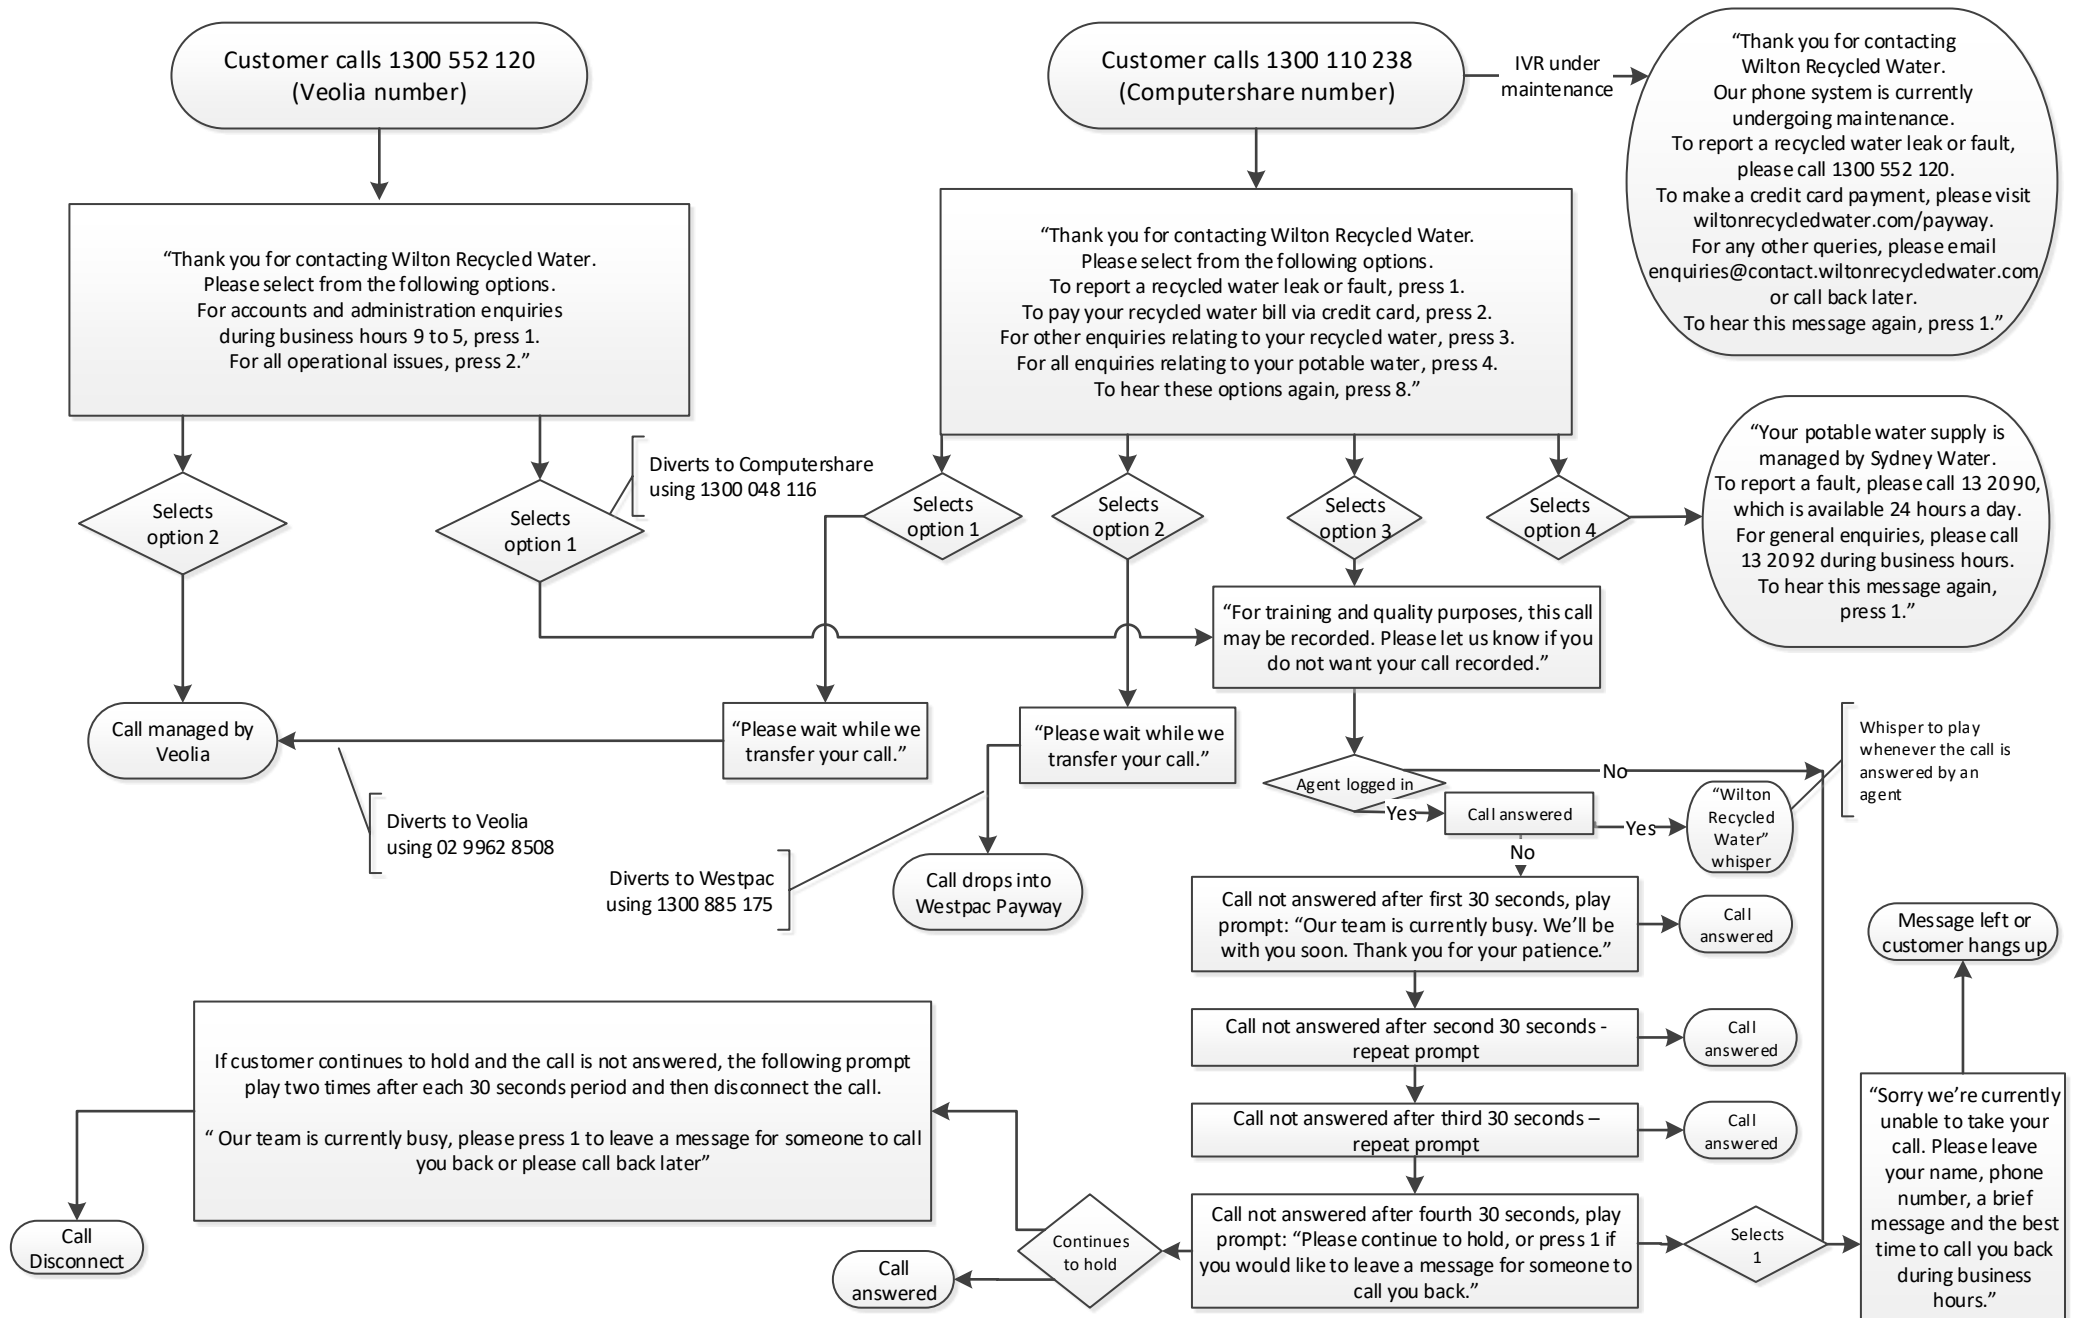 Customer calls 1300 552 120
(Veolia number)
Customer calls 1300 110 238
(Computershare number)
IVR under
maintenance
“Thank you for contacting
Wilton Recycled Water.
Our phone system is currently
undergoing maintenance.
To report a recycled water leak or fault,
please call 1300 552 120.
To make a credit card payment, please visit
wiltonrecycledwater.com/payway.
For any other queries, please email
enquiries@contact.wiltonrecycledwater.com
or call back later.
To hear this message again, press 1.”
“Thank you for contacting Wilton Recycled Water.
Please select from the following options.
For accounts and administration enquiries
during business hours 9 to 5, press 1.
For all operational issues, press 2.”
“Thank you for contacting Wilton Recycled Water.
Please select from the following options.
To report a recycled water leak or fault, press 1.
To pay your recycled water bill via credit card, press 2.
For other enquiries relating to your recycled water, press 3.
For all enquiries relating to your potable water, press 4.
To hear these options again, press 8.”
Selects
option 2
Selects
option 1
Diverts to Computershare
using 1300 048 116
Selects
option 1
Selects
option 2
Selects
option 3
Selects
option 4
“Your potable water supply is
managed by Sydney Water.
To report a fault, please call 13 20 90,
which is available 24 hours a day.
For general enquiries, please call
13 20 92 during business hours.
To hear this message again,
press 1.”
“For training and quality purposes, this call
may be recorded. Please let us know if you
do not want your call recorded.”
Call managed by
Veolia
“Please wait while we
transfer your call.”
“Please wait while we
transfer your call.”
Diverts to Veolia
using 02 9962 8508
Diverts to Westpac
using 1300 885 175
Call drops into
Westpac Payway
Agent logged in
No
Yes
Call answered
Yes
“Wilton
Recycled
Water”
whisper
Whisper to play
whenever the call is
answered by an
agent
No
Call not answered after first 30 seconds, play
prompt: “Our team is currently busy. We’ll be
with you soon. Thank you for your patience.”
Call
answered
Message left or
customer hangs up
Call not answered after second 30 seconds -
repeat prompt
Call
answered
Call not answered after third 30 seconds –
repeat prompt
Call
answered
If customer continues to hold and the call is not answered, the following prompt
play two times after each 30 seconds period and then disconnect the call.
“ Our team is currently busy, please press 1 to leave a message for someone to call
you back or please call back later”
Call
Disconnect
Continues
to hold
Call
answered
Call not answered after fourth 30 seconds, play
prompt: “Please continue to hold, or press 1 if
you would like to leave a message for someone to
call you back.”
Selects
1
“Sorry we’re currently
unable to take your
call. Please leave
your name, phone
number, a brief
message and the best
time to call you back
during business
hours.”